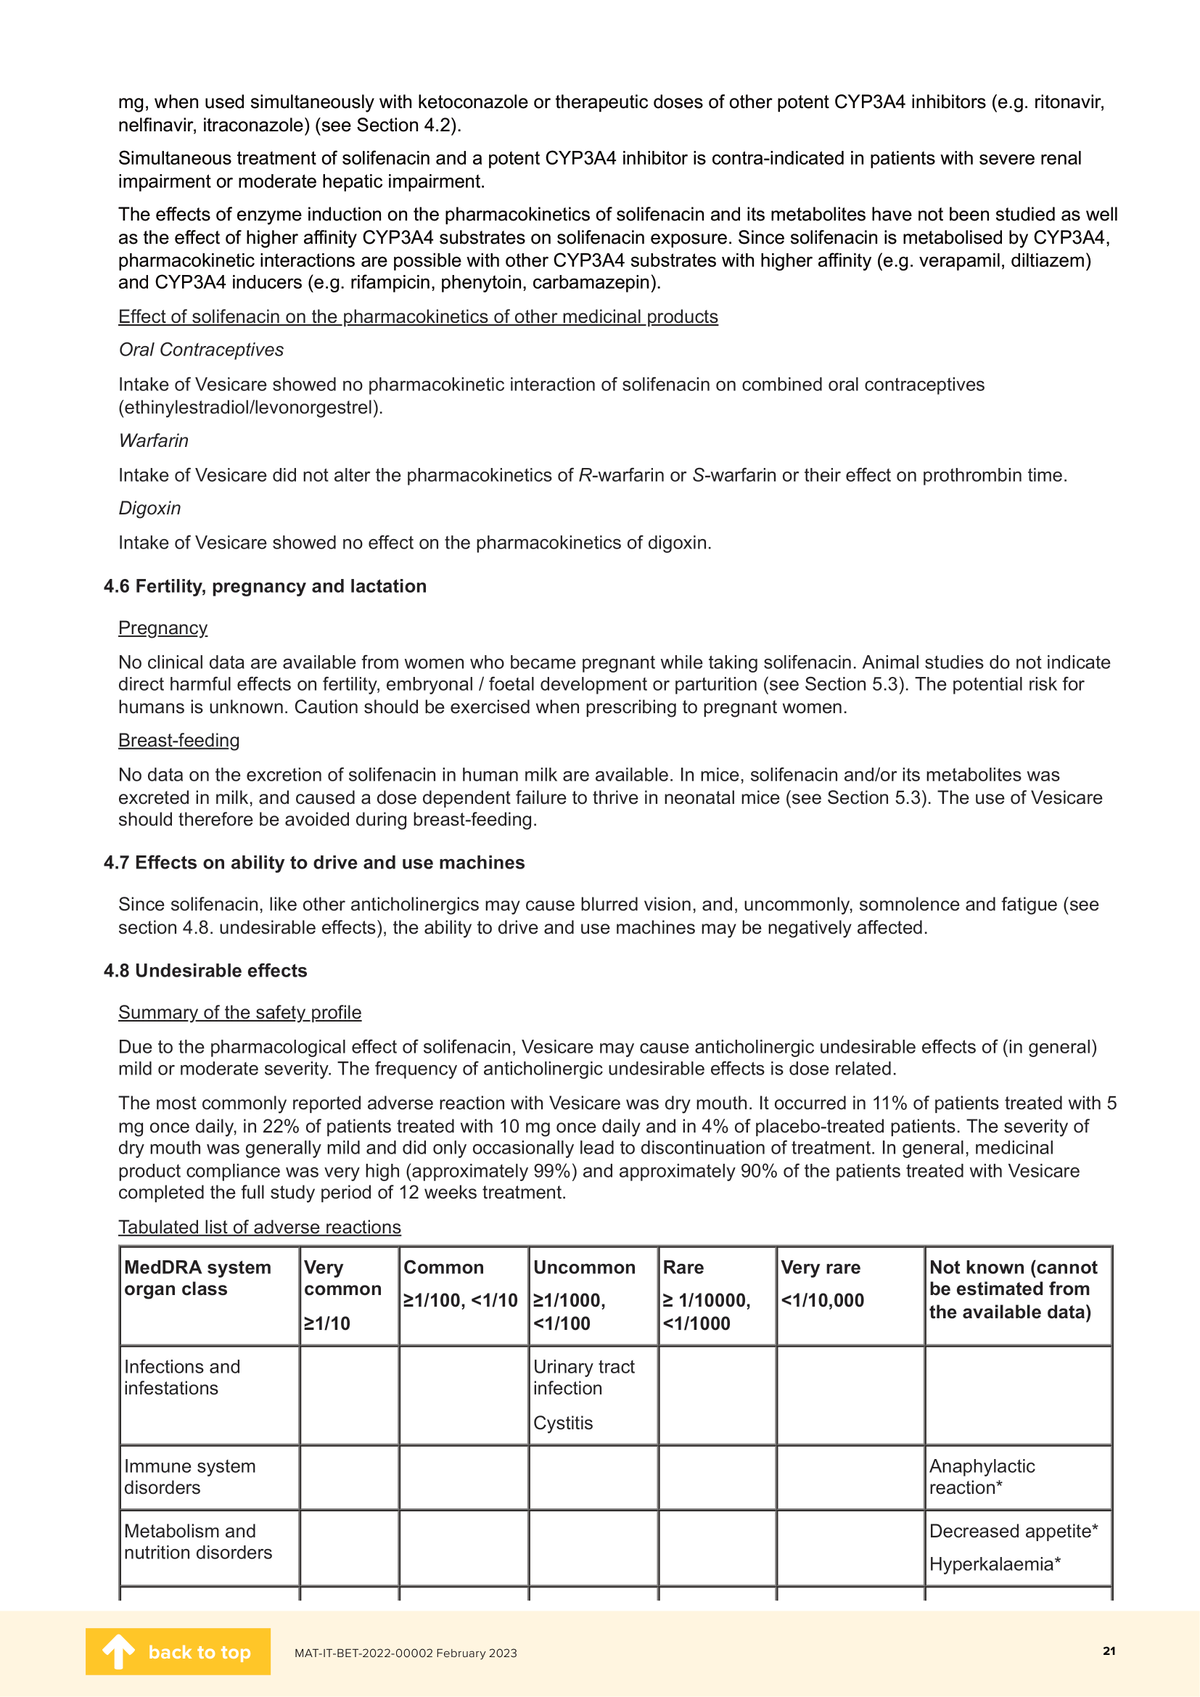 mg, when used simultaneously with ketoconazole or therapeutic doses of other potent CYP3A4 inhibitors (e.g. ritonavir,
nelfinavir, itraconazole) (see Section 4.2).
Simultaneous treatment of solifenacin and a potent CYP3A4 inhibitor is contra-indicated in patients with severe renal
impairment or moderate hepatic impairment.
The effects of enzyme induction on the pharmacokinetics of solifenacin and its metabolites have not been studied as well
as the effect of higher affinity CYP3A4 substrates on solifenacin exposure. Since solifenacin is metabolised by CYP3A4,
pharmacokinetic interactions are possible with other CYP3A4 substrates with higher affinity (e.g. verapamil, diltiazem)
and CYP3A4 inducers (e.g. rifampicin, phenytoin, carbamazepin).
Effect of solifenacin on the pharmacokinetics of other medicinal products
Oral Contraceptives
Intake of Vesicare showed no pharmacokinetic interaction of solifenacin on combined oral contraceptives
(ethinylestradiol/levonorgestrel).
Warfarin
Intake of Vesicare did not alter the pharmacokinetics of R-warfarin or S-warfarin or their effect on prothrombin time.
Digoxin
Intake of Vesicare showed no effect on the pharmacokinetics of digoxin.
4.6 Fertility, pregnancy and lactation
Pregnancy
No clinical data are available from women who became pregnant while taking solifenacin. Animal studies do not indicate
direct harmful effects on fertility, embryonal / foetal development or parturition (see Section 5.3). The potential risk for
humans is unknown. Caution should be exercised when prescribing to pregnant women.
Breast-feeding
No data on the excretion of solifenacin in human milk are available. In mice, solifenacin and/or its metabolites was
excreted in milk, and caused a dose dependent failure to thrive in neonatal mice (see Section 5.3). The use of Vesicare
should therefore be avoided during breast-feeding.
4.7 Effects on ability to drive and use machines
Since solifenacin, like other anticholinergics may cause blurred vision, and, uncommonly, somnolence and fatigue (see
section 4.8. undesirable effects), the ability to drive and use machines may be negatively affected.
4.8 Undesirable effects
Summary of the safety profile
Due to the pharmacological effect of solifenacin, Vesicare may cause anticholinergic undesirable effects of (in general)
mild or moderate severity. The frequency of anticholinergic undesirable effects is dose related.
The most commonly reported adverse reaction with Vesicare was dry mouth. It occurred in 11% of patients treated with 5
mg once daily, in 22% of patients treated with 10 mg once daily and in 4% of placebo-treated patients. The severity of
dry mouth was generally mild and did only occasionally lead to discontinuation of treatment. In general, medicinal
product compliance was very high (approximately 99%) and approximately 90% of the patients treated with Vesicare
completed the full study period of 12 weeks treatment.
Tabulated list of adverse reactions
MedDRA system
organ class
Very
common
≥1/10
Common
≥1/100, <1/10
Uncommon
≥1/1000,
<1/100
Rare
≥ 1/10000,
<1/1000
Very rare
<1/10,000
Not known (cannot
be estimated from
the available data)
Infections and
infestations
Urinary tract
infection
Cystitis
Immune system
disorders
Anaphylactic
reaction*
Metabolism and
nutrition disorders
Decreased appetite*
Hyperkalaemia*
back to top
MAT-IT-BET-2022-00002 February 2023
21